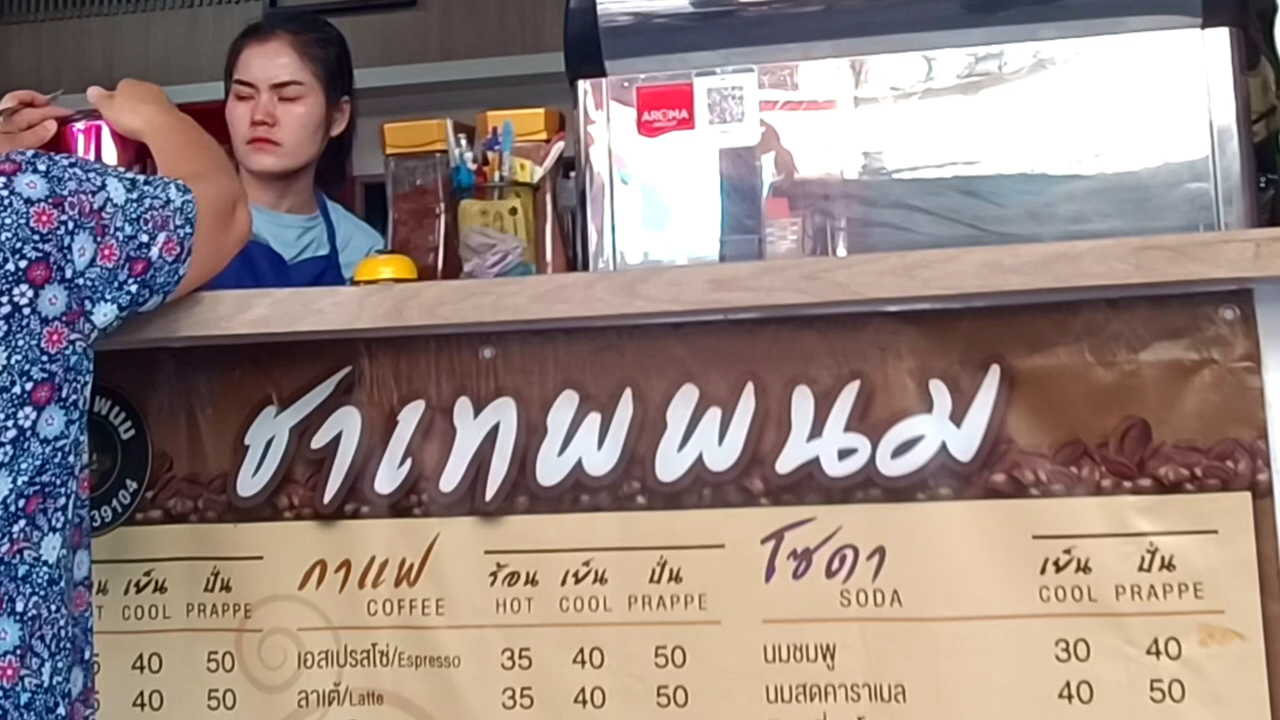 AROMA
ชาเทพพนม
พนม
39104
เย็น ปั่น
COOL PRAPPE
40 50
40 50
กาแฟ ร้อน เย็น ปั่น
COFFEE HOT COOL PRAPPE
เอสเปรสโซ่/Espresso 35 40 50
ลาเต้/Latte 35 40 50
โซดา เย็น ปั่น
SODA COOL PRAPPE
นมชมพู 30 40
นมสดคาราเมล 40 50